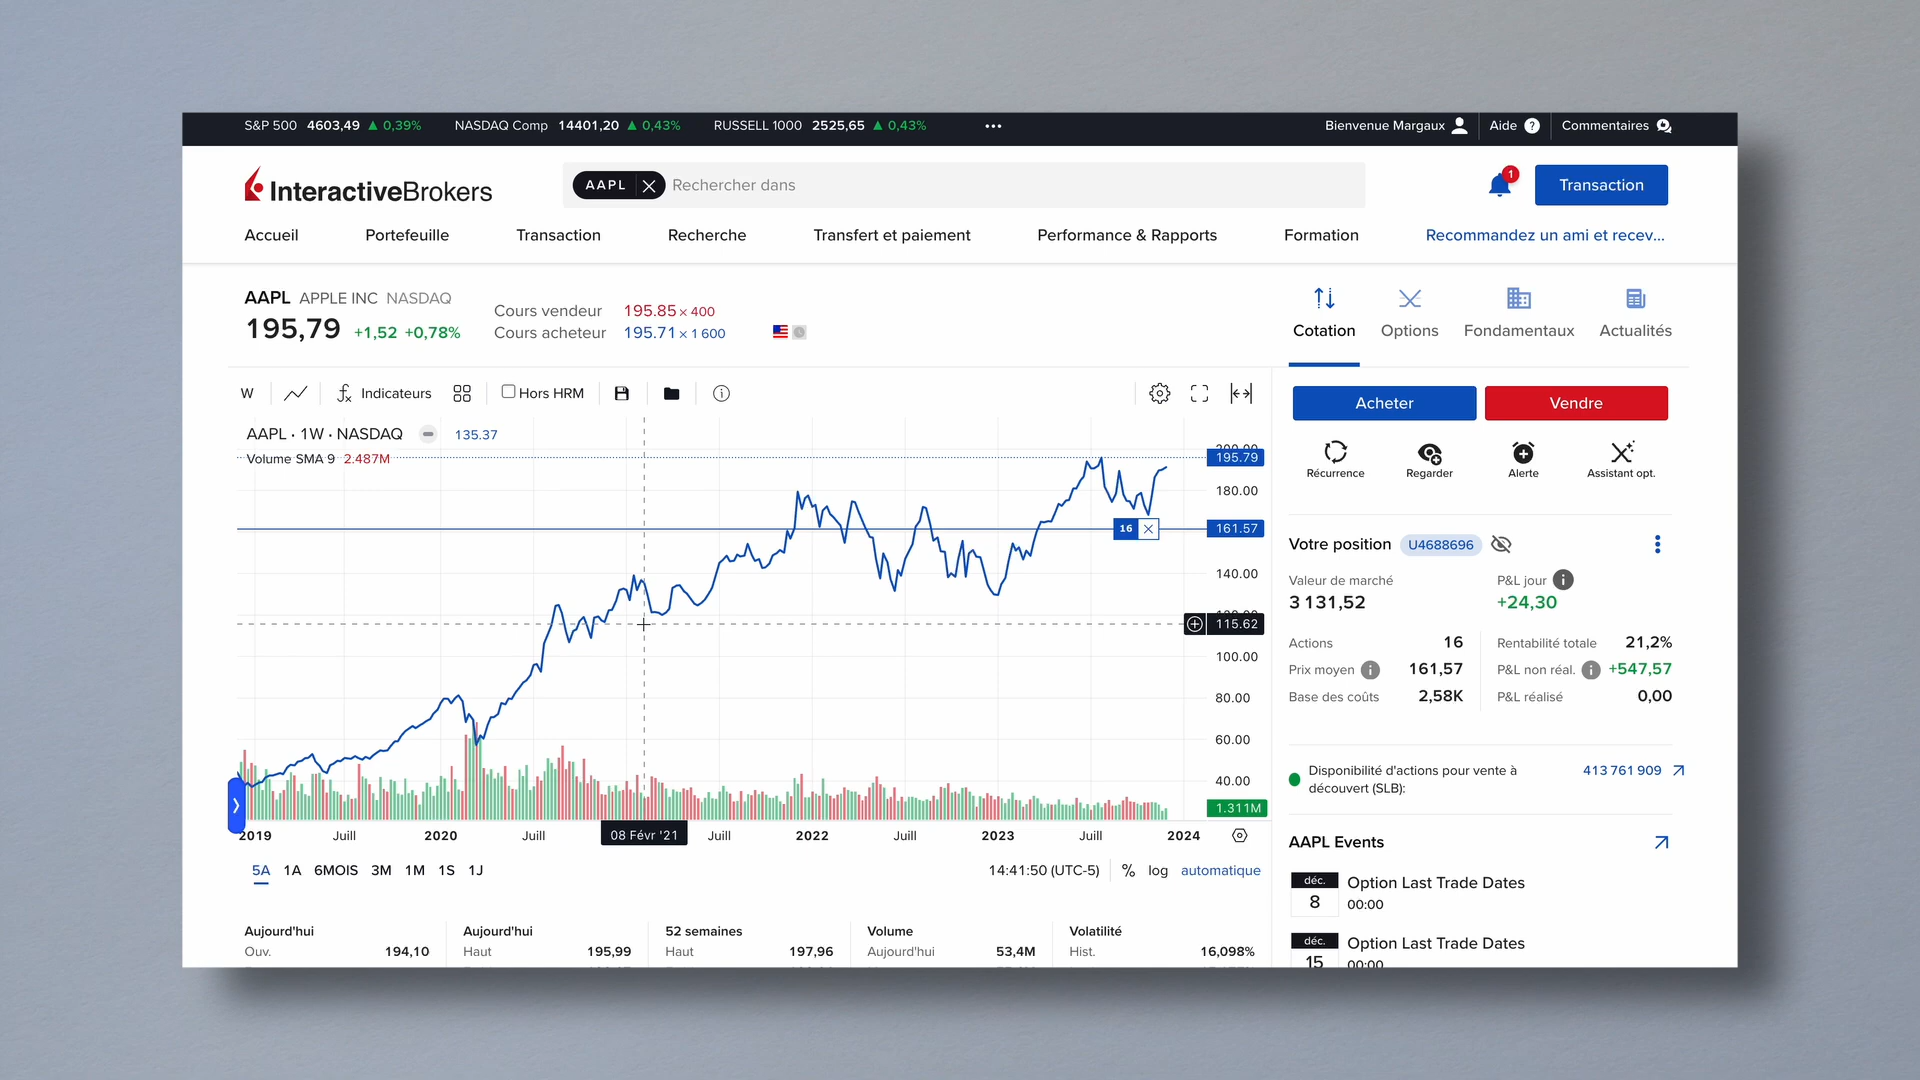 S&P 500 4603,49 ▲ 0,39% NASDAQ Comp 14401,20 ▲ 0,43% RUSSELL 1000 2525,65 ▲ 0,43% ••• Bienvenue Margaux Aide ? Commentaires
InteractiveBrokers AAPL Rechercher dans 1 Transaction
Accueil Portefeuille Transaction Recherche Transfert et paiement Performance & Rapports Formation Recommandez un ami et recev...
AAPL APPLE INC NASDAQ
195,79 +1,52 +0,78%
Cours vendeur 195.85 × 400
Cours acheteur 195.71 × 1 600
Cotation Options Fondamentaux Actualités
W Indicateurs Hors HRM
AAPL · 1W · NASDAQ 135.37
Volume SMA 9 2.487M
195.79
180.00
16 161.57
140.00
115.62
100.00
80.00
60.00
40.00
1.311M
2019 Juill 2020 Juill 08 Févr '21 Juill 2022 Juill 2023 Juill 2024
5A 1A 6MOIS 3M 1M 1S 1J 14:41:50 (UTC-5) % log automatique
Aujourd'hui Aujourd'hui 52 semaines Volume Volatilité
Ouv. 194,10 Haut 195,99 Haut 197,96 Aujourd'hui 53,4M Hist. 16,098%
Acheter Vendre
Récurrence Regarder Alerte Assistant opt.
Votre position U4688696
Valeur de marché P&L jour
3 131,52 +24,30
Actions 16 Rentabilité totale 21,2%
Prix moyen 161,57 P&L non réal. +547,57
Base des coûts 2,58K P&L réalisé 0,00
Disponibilité d'actions pour vente à 413 761 909
découvert (SLB):
AAPL Events
déc. Option Last Trade Dates
8 00:00
déc. Option Last Trade Dates
15 00:00